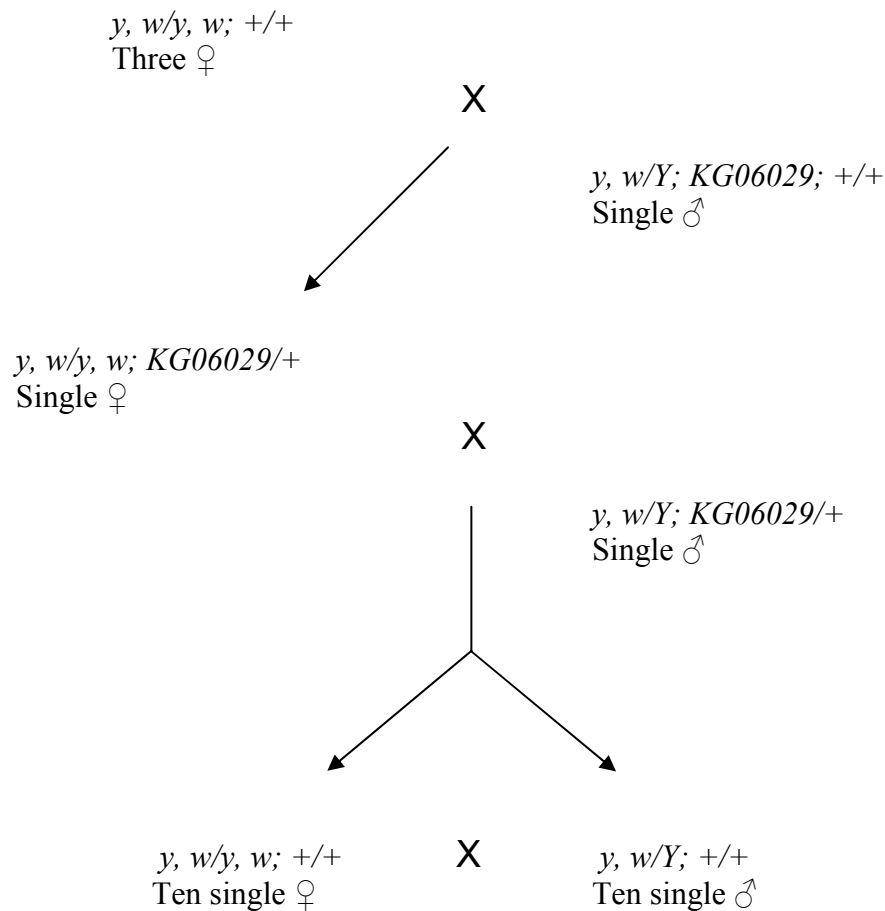 y, w/y, w; +/+
Three ♀
X
y, w/Y; KG06029; +/+
Single ♂
y, w/y, w; KG06029/+
Single ♀
X
y, w/Y; KG06029/+
Single ♂
y, w/y, w; +/+
Ten single ♀
X
y, w/Y; +/+
Ten single ♂